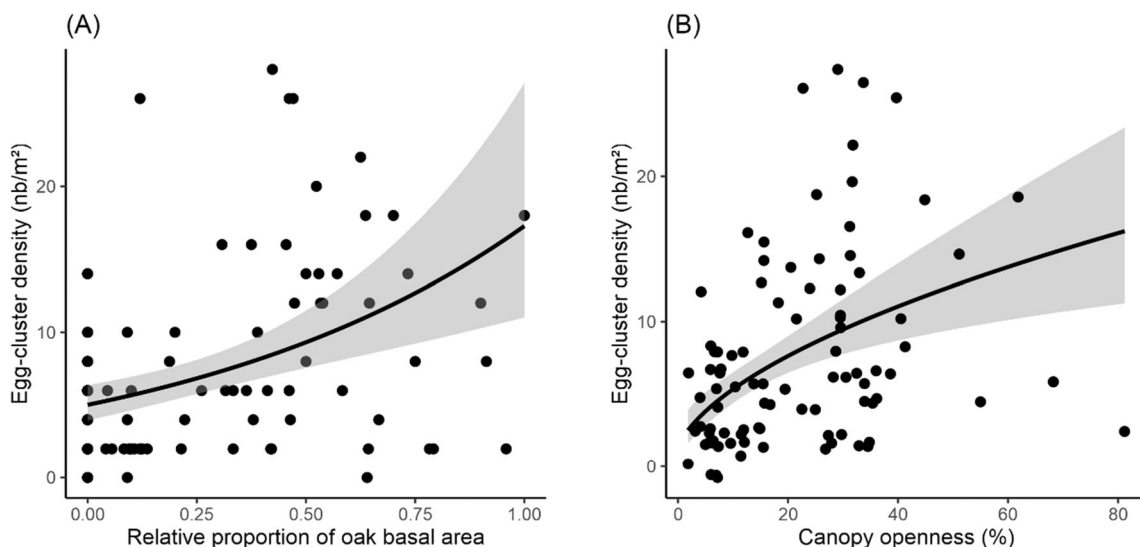 (A)
Egg-cluster density (nb/m²)
20
10
0
0.00 0.25 0.50 0.75 1.00
Relative proportion of oak basal area
(B)
Egg-cluster density (nb/m²)
20
10
0
0 20 40 60 80
Canopy openness (%)